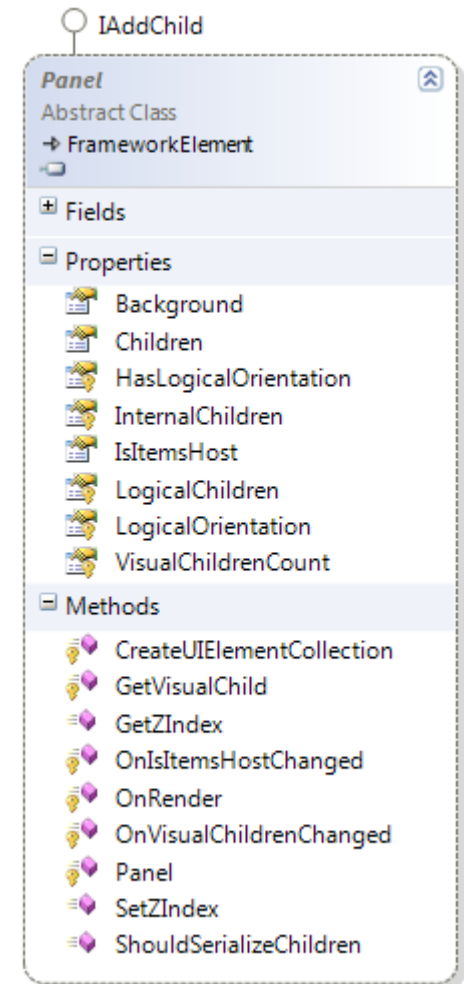 IAddChild
Panel
Abstract Class
FrameworkElement
Fields
Properties
Background
Children
HasLogicalOrientation
InternalChildren
IsItemsHost
LogicalChildren
LogicalOrientation
VisualChildrenCount
Methods
CreateUIElementCollection
GetVisualChild
GetZIndex
OnIsItemsHostChanged
OnRender
OnVisualChildrenChanged
Panel
SetZIndex
ShouldSerializeChildren